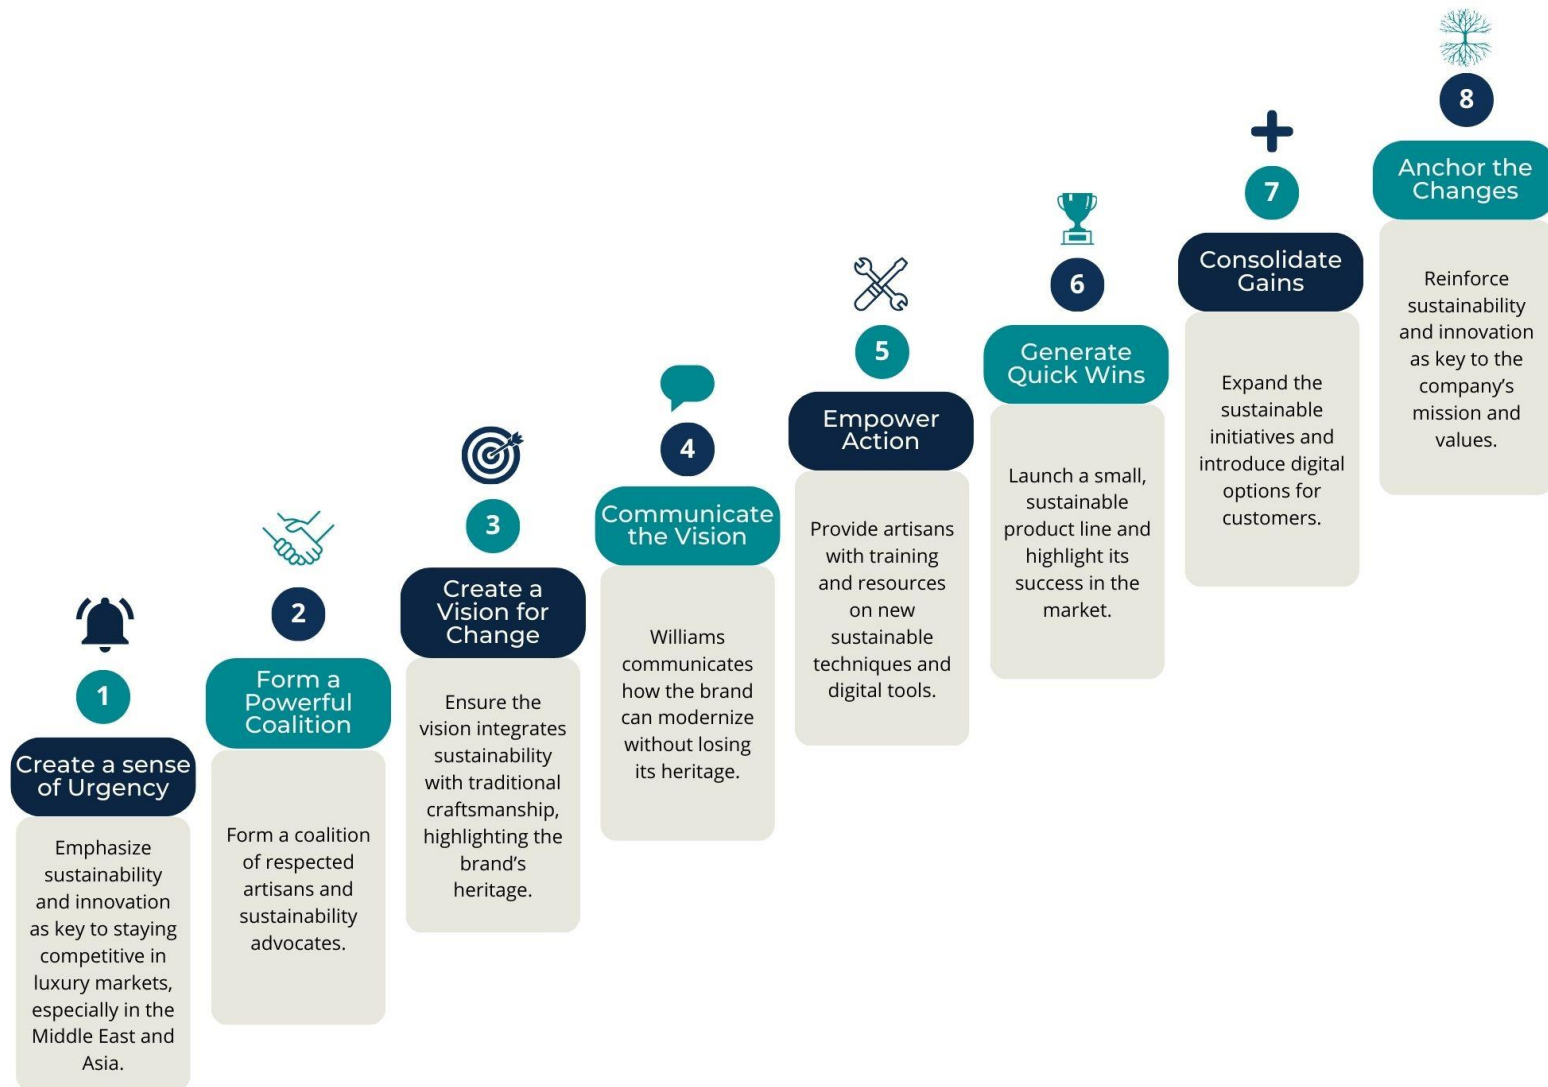 1
Create a sense
of Urgency
Emphasize
sustainability
and innovation
as key to staying
competitive in
luxury markets,
especially in the
Middle East and
Asia.
2
Form a
Powerful
Coalition
Form a coalition
of respected
artisans and
sustainability
advocates.
3
Create a
Vision for
Change
Ensure the
vision integrates
sustainability
with traditional
craftsmanship,
highlighting the
brand’s
heritage.
4
Communicate
the Vision
Williams
communicates
how the brand
can modernize
without losing
its heritage.
5
Empower
Action
Provide artisans
with training
and resources
on new
sustainable
techniques and
digital tools.
6
Generate
Quick Wins
Launch a small,
sustainable
product line and
highlight its
success in the
market.
7
Consolidate
Gains
Expand the
sustainable
initiatives and
introduce digital
options for
customers.
8
Anchor the
Changes
Reinforce
sustainability
and innovation
as key to the
company’s
mission and
values.